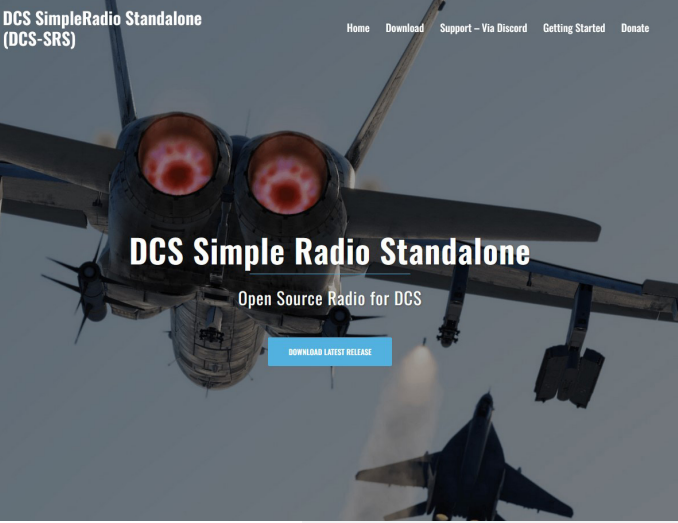 DCS SimpleRadio Standalone
(DCS-SRS)
Home Download Support – Via Discord Getting Started Donate
DCS Simple Radio Standalone
Open Source Radio for DCS
DOWNLOAD LATEST RELEASE